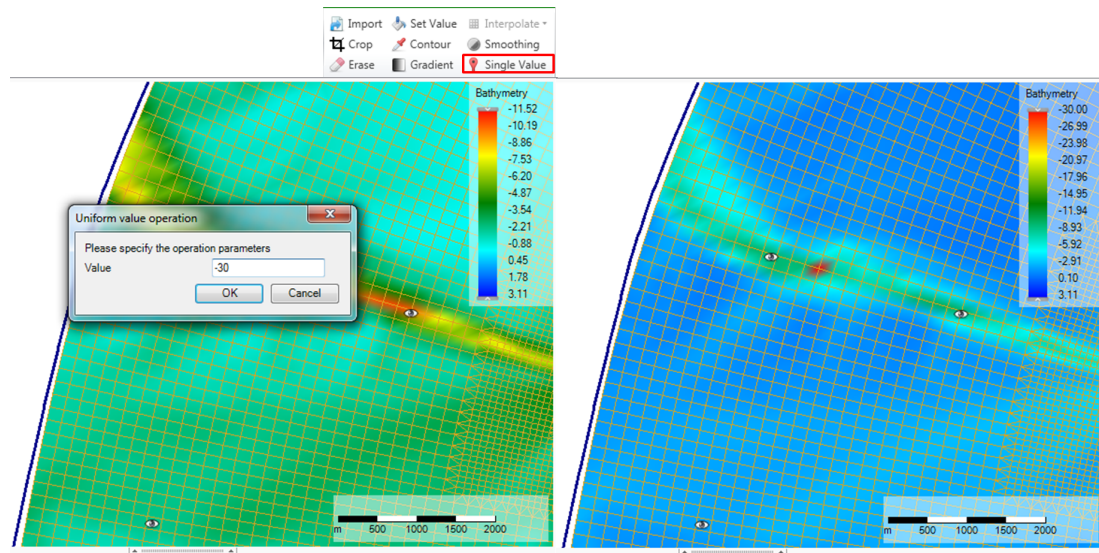 Import Set Value Interpolate
Crop Contour Smoothing
Erase Gradient Single Value
Bathymetry
-11.52
-10.19
-8.86
-7.53
-6.20
-4.87
-3.54
-2.21
-0.88
0.45
1.78
3.11
Uniform value operation
X
Please specify the operation parameters
Value -30
OK Cancel
m 500 1000 1500 2000
Bathymetry
-30.00
-26.99
-23.98
-20.97
-17.96
-14.95
-11.94
-8.93
-5.92
-2.91
0.10
3.11
m 500 1000 1500 2000